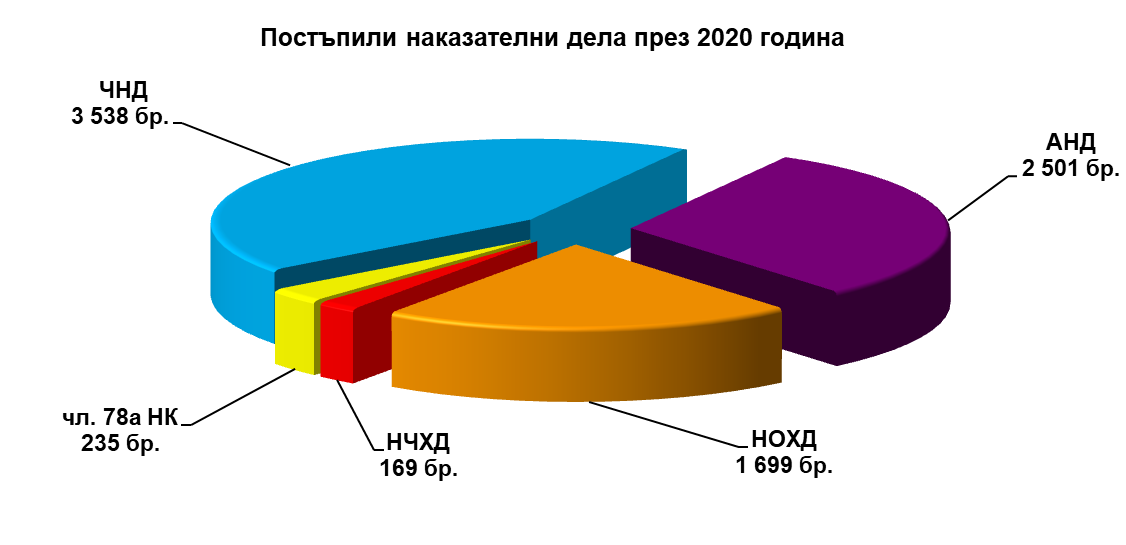 Постъпили наказателни дела през 2020 година
ЧНД
3 538 бр.
АНД
2 501 бр.
чл. 78а НК
235 бр.
НЧХД
169 бр.
НОХД
1 699 бр.